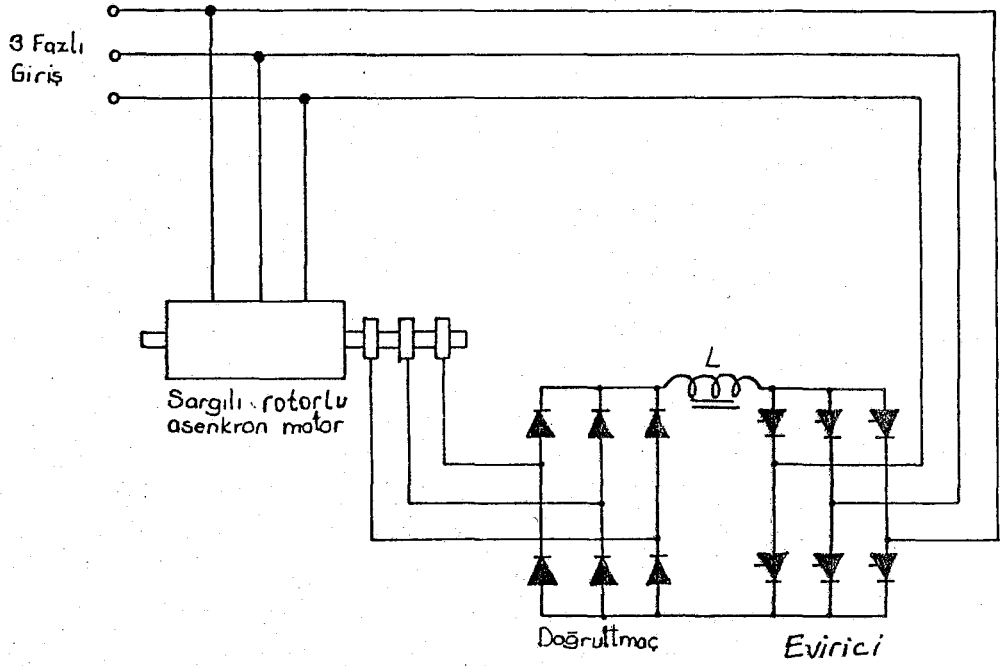 3 Fazlı
Giriş
Sargılı rotorlu
asenkron motor
L
Doğrultmaç
Evirici